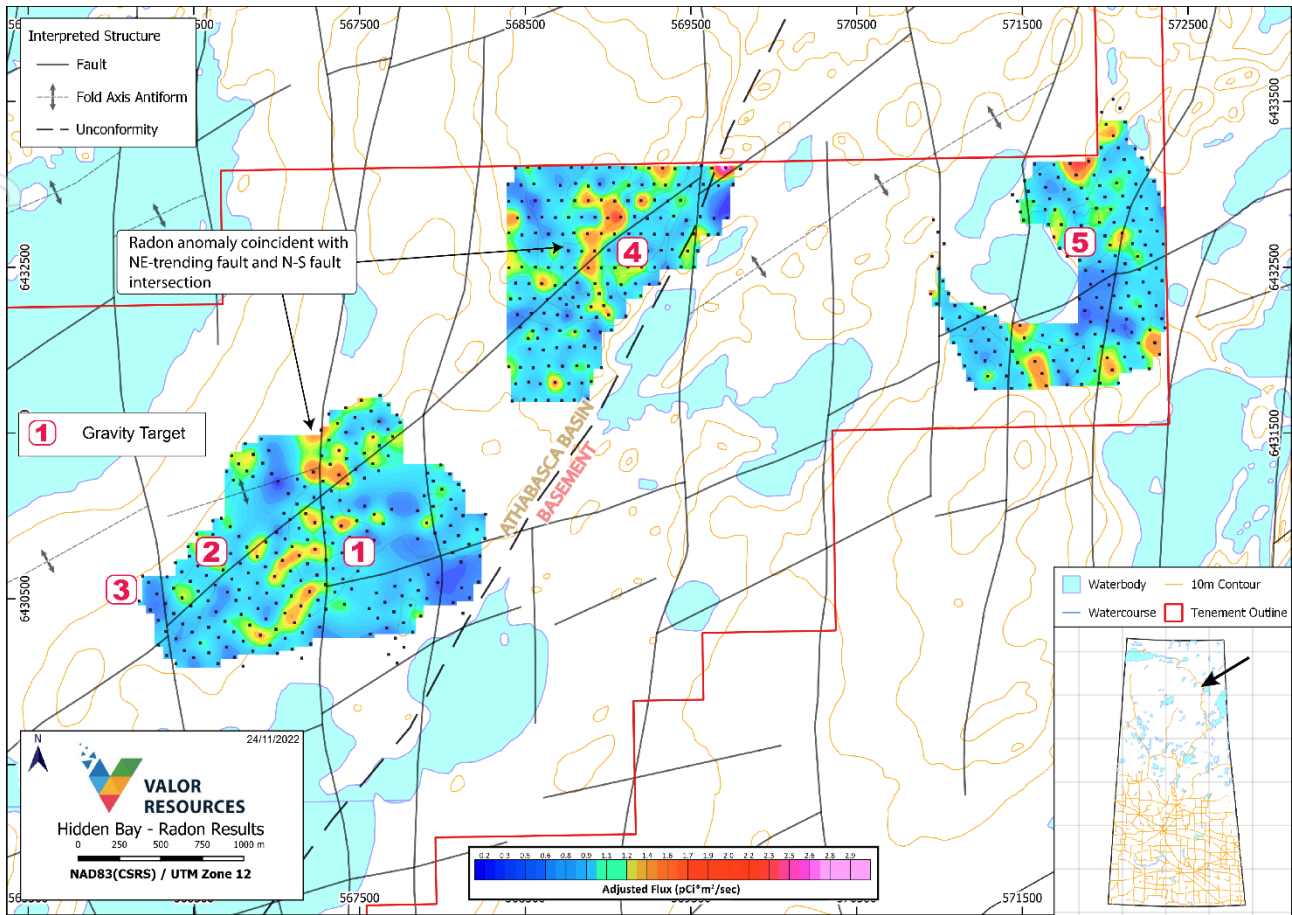 567500
568500
569500
570500
571500
572500
Interpreted Structure
Fault
Fold Axis Antiform
Unconformity
6433500
6433500
Radon anomaly coincident with
NE-trending fault and N-S fault
intersection
4
5
6432500
6432500
1 Gravity Target
6431500
ATHABASCA BASIN
BASEMENT
2
1
3
6430500
Waterbody
10m Contour
Watercourse
Tenement Outline
24/11/2022
N
VALOR
RESOURCES
Hidden Bay - Radon Results
0 250 500 750 1000 m
NAD83(CSRS) / UTM Zone 12
0.2 0.5 0.6 0.8 0.9 1.1 1.2 1.4 1.5 1.6 1.7 1.9 2.0 2.2 2.3 2.5 2.6 2.8 2.9
Adjusted Flux (pCi*m²/sec)
567500
571500